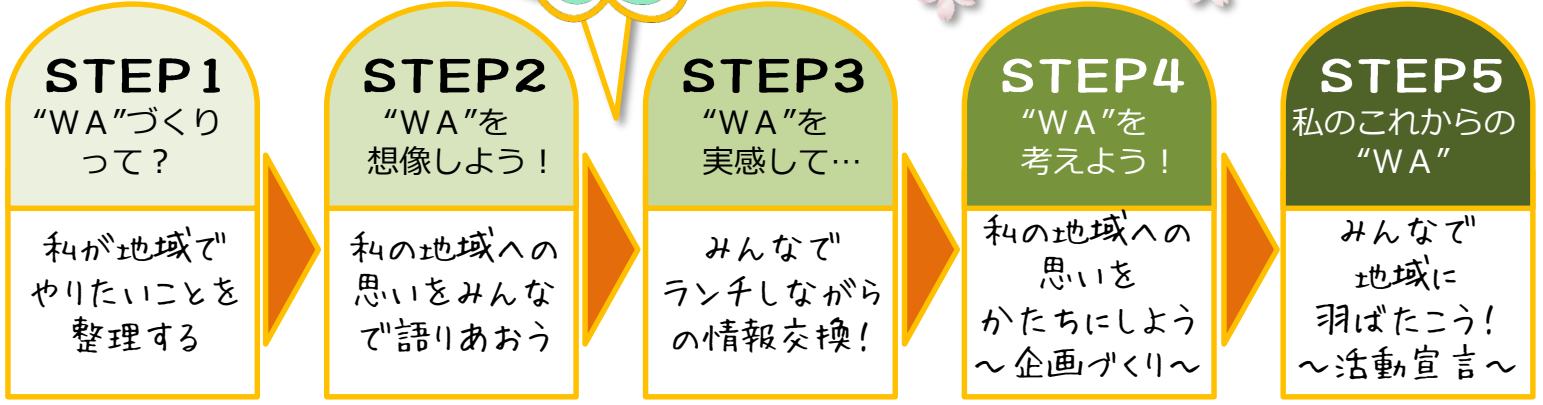 STEP1
“ＷＡ”づくり
って？
私が地域で
やりたいことを
整理する
STEP2
“ＷＡ”を
想像しよう！
私の地域への
思いをみんな
で語りあおう
STEP3
“ＷＡ”を
実感して…
みんなで
ランチしながら
の情報交換！
STEP4
“ＷＡ”を
考えよう！
私の地域への
思いを
かたちにしよう
～企画づくり～
STEP5
私のこれからの
“ＷＡ”
みんなで
地域に
羽ばたこう！
～活動宣言～